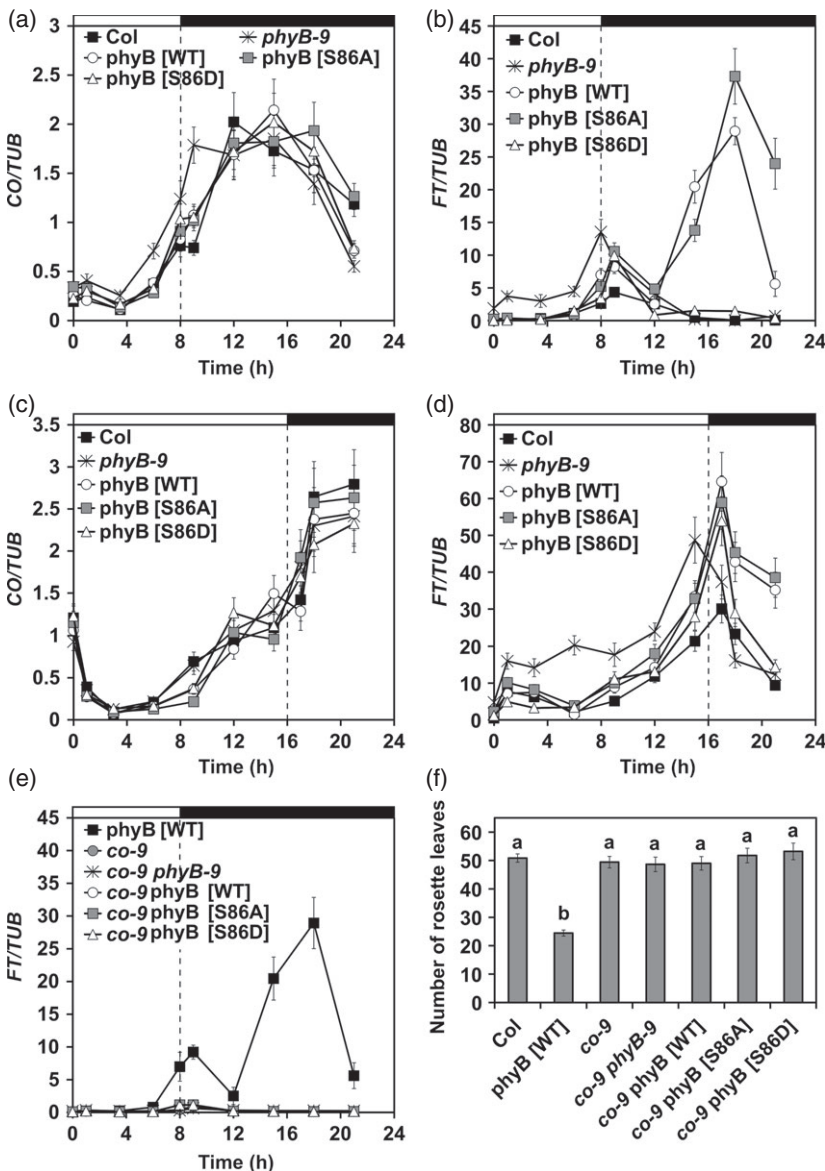 (a)
Col
phyB-9
phyB [WT]
phyB [S86A]
phyB [S86D]
CO/TUB
3
2.5
2
1.5
1
0.5
0
0 4 8 12 16 20 24
Time (h)
(b)
Col
phyB-9
phyB [WT]
phyB [S86A]
phyB [S86D]
FT/TUB
45
40
35
30
25
20
15
10
5
0
0 4 8 12 16 20 24
Time (h)
(c)
Col
phyB-9
phyB [WT]
phyB [S86A]
phyB [S86D]
CO/TUB
3.5
3
2.5
2
1.5
1
0.5
0
0 4 8 12 16 20 24
Time (h)
(d)
Col
phyB-9
phyB [WT]
phyB [S86A]
phyB [S86D]
FT/TUB
80
70
60
50
40
30
20
10
0
0 4 8 12 16 20 24
Time (h)
(e)
phyB [WT]
co-9
co-9 phyB-9
co-9 phyB [WT]
co-9 phyB [S86A]
co-9 phyB [S86D]
FT/TUB
45
40
35
30
25
20
15
10
5
0
0 4 8 12 16 20 24
Time (h)
(f)
Number of rosette leaves
60
50
40
30
20
10
0
a b a a a a a
Col
phyB [WT]
co-9
co-9 phyB-9
co-9 phyB [WT]
co-9 phyB [S86A]
co-9 phyB [S86D]